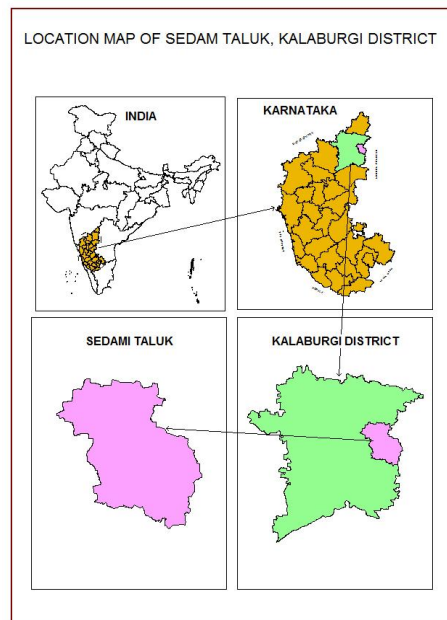 LOCATION MAP OF SEDAM TALUK, KALABURGI DISTRICT
INDIA
KARNATAKA
SEDAMI TALUK
KALABURGI DISTRICT